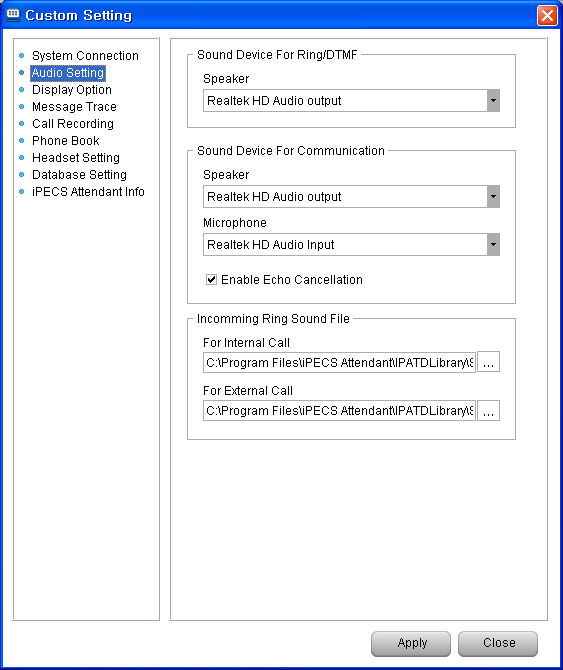 Custom Setting
System Connection
Audio Setting
Display Option
Message Trace
Call Recording
Phone Book
Headset Setting
Database Setting
iPECS Attendant Info
Sound Device For Ring/DTMF
Speaker
Realtek HD Audio output
Sound Device For Communication
Speaker
Realtek HD Audio output
Microphone
Realtek HD Audio Input
Enable Echo Cancellation
Incomming Ring Sound File
For Internal Call
C:\Program Files\iPECS Attendant\IPATDLibrary\S ...
For External Call
C:\Program Files\iPECS Attendant\IPATDLibrary\S ...
Apply Close